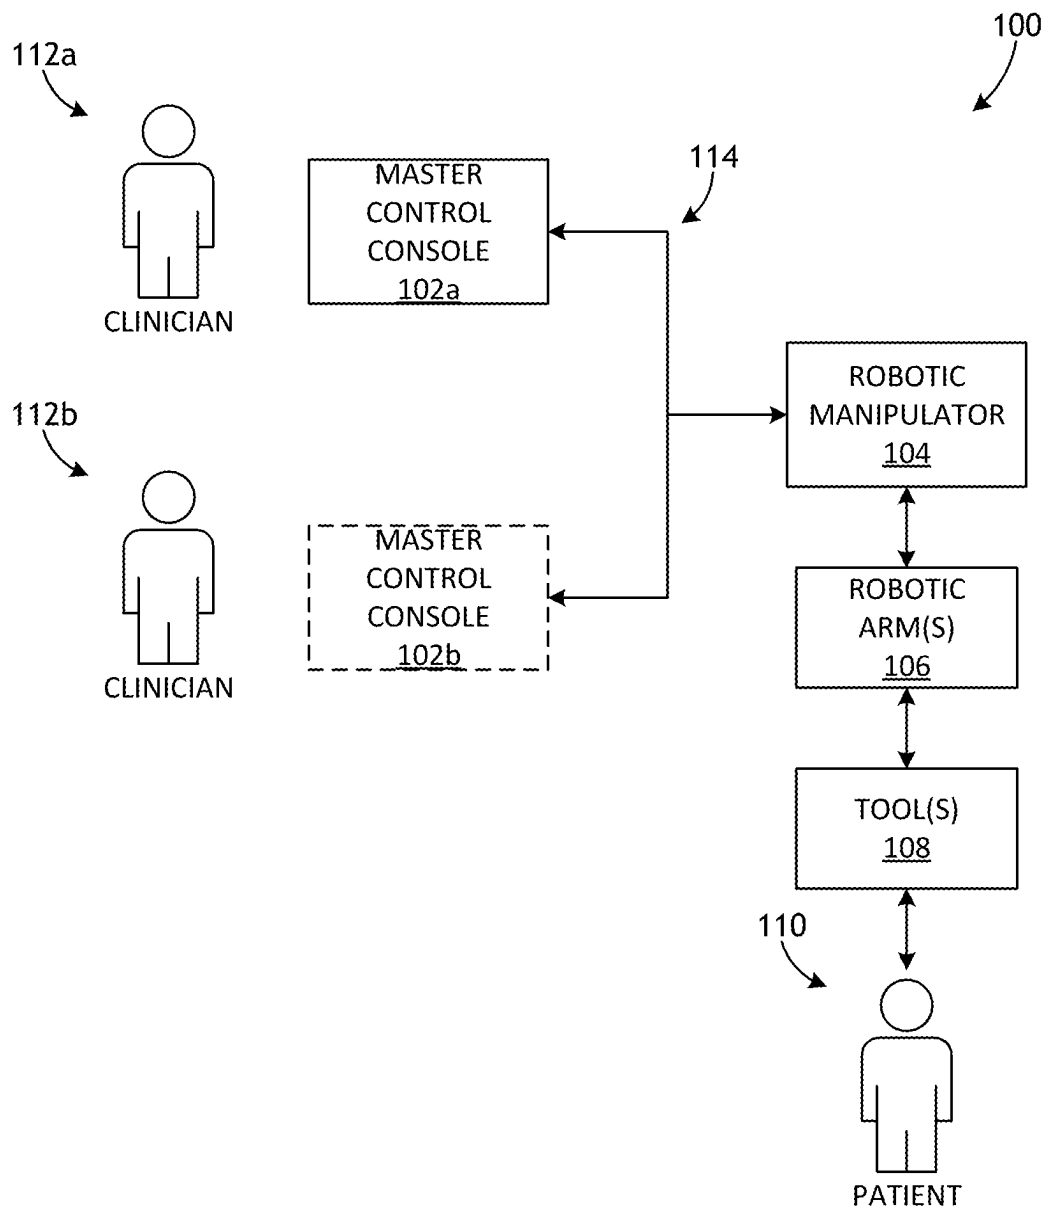 100
112a
114
MASTER
CONTROL
CONSOLE
102a
CLINICIAN
ROBOTIC
MANIPULATOR
104
112b
MASTER
CONTROL
CONSOLE
102b
CLINICIAN
ROBOTIC
ARM(S)
106
TOOL(S)
108
110
PATIENT